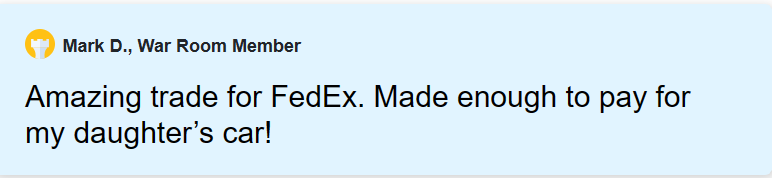 Mark D., War Room Member
Amazing trade for FedEx. Made enough to pay for
my daughter’s car!